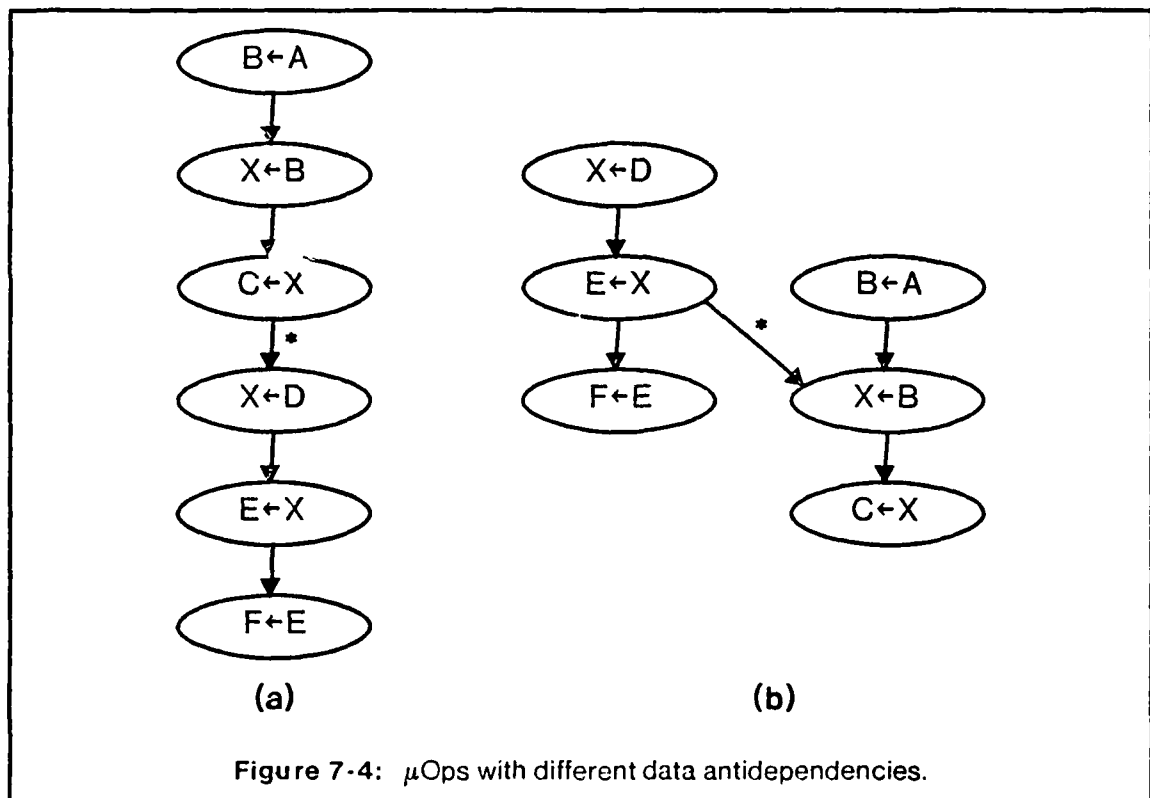 B←A
X←B
C←X
*
X←D
E←X
F←E
(a)
X←D
E←X
*
F←E
B←A
X←B
C←X
(b)
Figure 7-4: μOps with different data antidependencies.